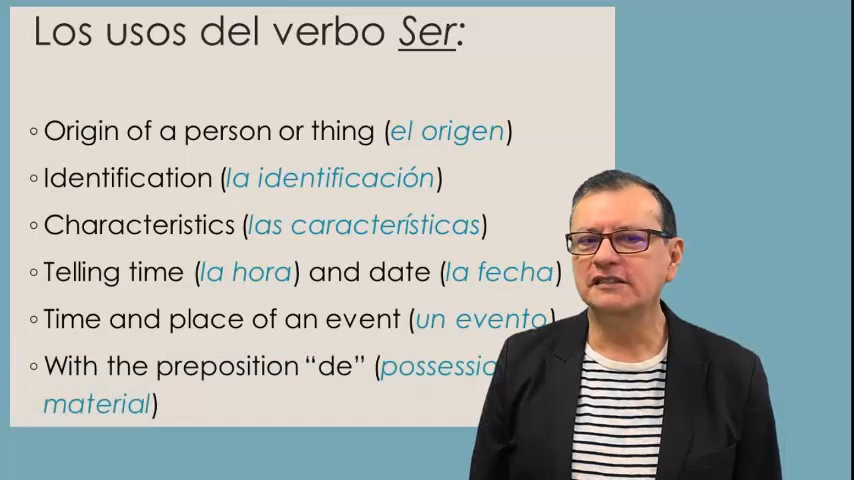 Los usos del verbo Ser:
◦ Origin of a person or thing (el origen)
◦ Identification (la identificación)
◦ Characteristics (las características)
◦ Telling time (la hora) and date (la fecha)
◦ Time and place of an event (un evento)
◦ With the preposition “de” (
material)